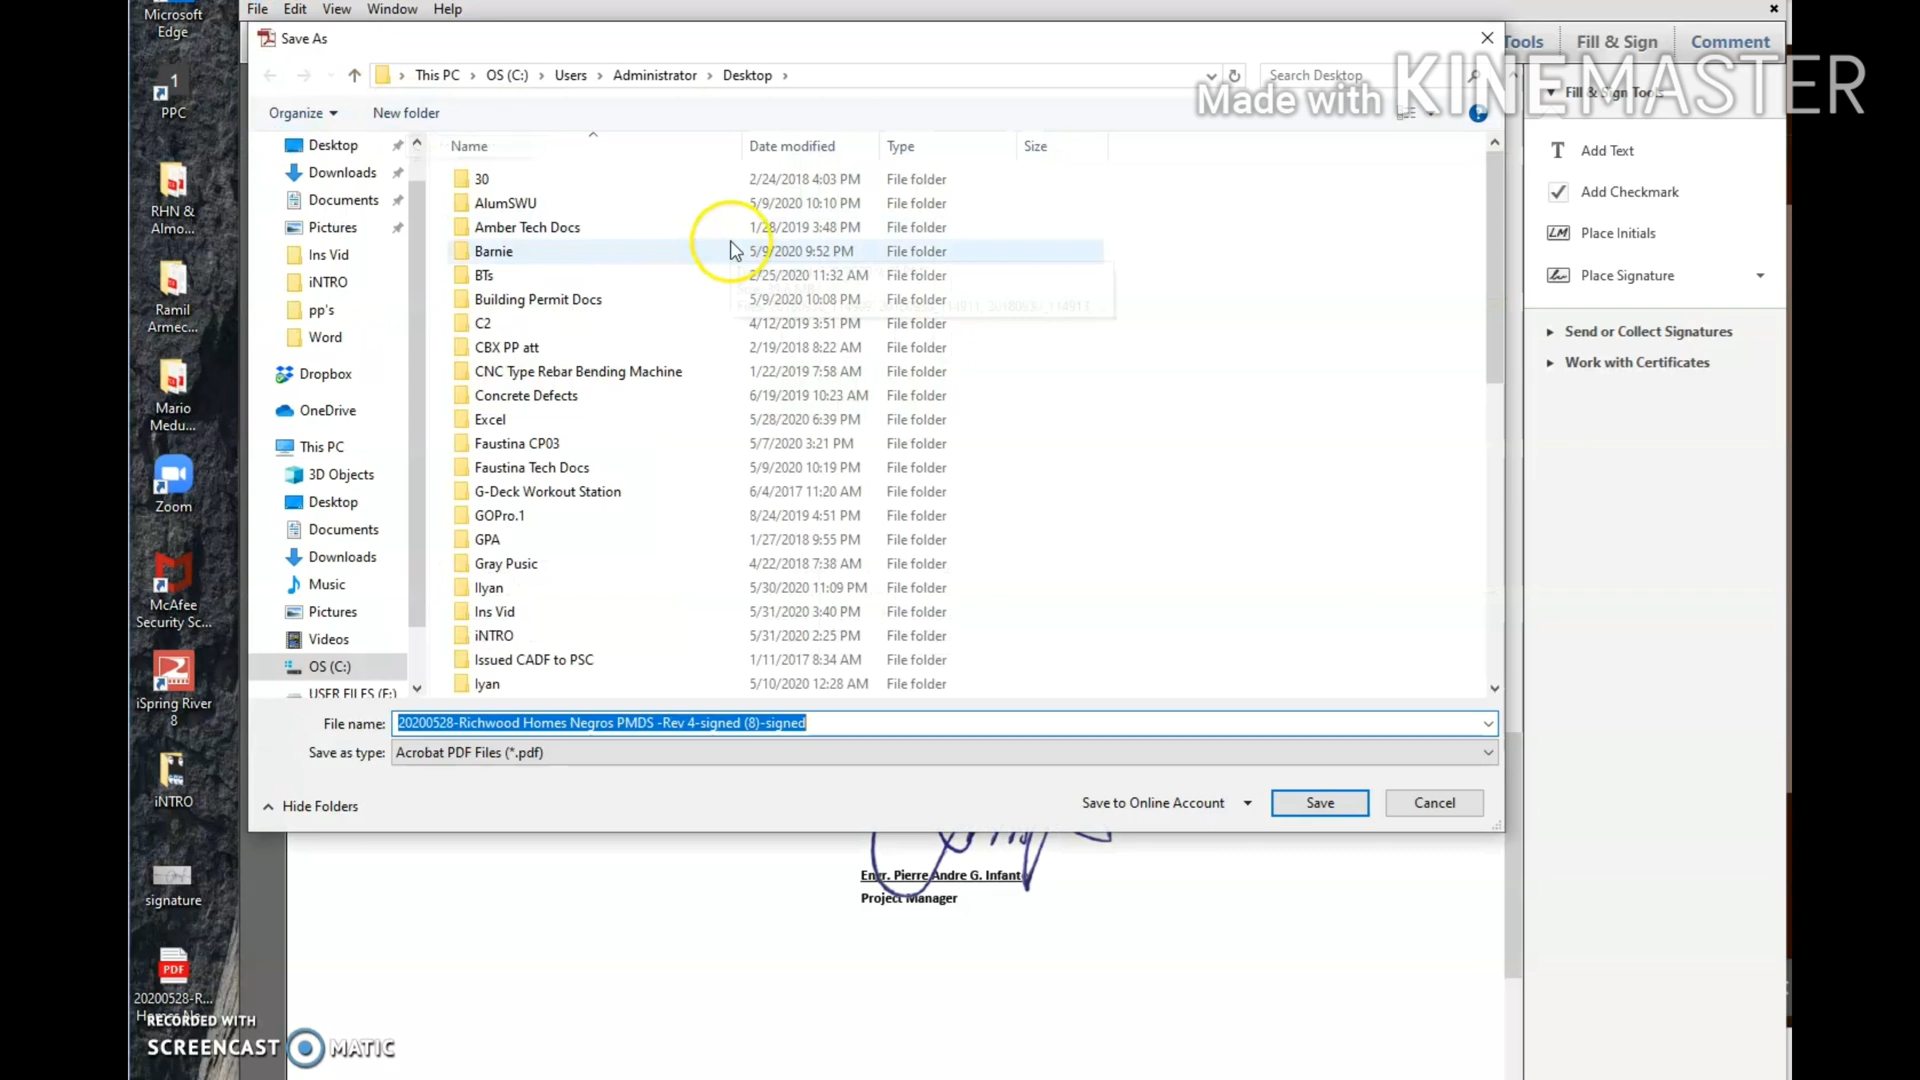 File Edit View Window Help
Microsoft
Edge
1
PPC
RHN &
Almo...
Ramil
Armec...
Mario
Medu...
Zoom
McAfee
Security Sc...
iSpring River
8
iNTRO
signature
PDF
20200528-R...
RECORDED WITH
SCREENCAST MATIC
Save As
This PC > OS (C:) > Users > Administrator > Desktop >
Search Desktop
Made with KINEMASTER
Organize New folder
Desktop
Downloads
Documents
Pictures
Ins Vid
iNTRO
pp's
Word
Dropbox
OneDrive
This PC
3D Objects
Desktop
Documents
Downloads
Music
Pictures
Videos
OS (C:)
USER FILES (F:)
Name Date modified Type Size
30 2/24/2018 4:03 PM File folder
AlumSWU 5/9/2020 10:10 PM File folder
Amber Tech Docs 1/28/2019 3:48 PM File folder
Barnie 5/9/2020 9:52 PM File folder
BTs 2/25/2020 11:32 AM File folder
Building Permit Docs 5/9/2020 10:08 PM File folder
C2 4/12/2019 3:51 PM File folder
CBX PP att 2/19/2018 8:22 AM File folder
CNC Type Rebar Bending Machine 1/22/2019 7:58 AM File folder
Concrete Defects 6/19/2019 10:23 AM File folder
Excel 5/28/2020 6:39 PM File folder
Faustina CP03 5/7/2020 3:21 PM File folder
Faustina Tech Docs 5/9/2020 10:19 PM File folder
G-Deck Workout Station 6/4/2017 11:20 AM File folder
GOPro.1 8/24/2019 4:51 PM File folder
GPA 1/27/2018 9:55 PM File folder
Gray Pusic 4/22/2018 7:38 AM File folder
Ilyan 5/30/2020 11:09 PM File folder
Ins Vid 5/31/2020 3:40 PM File folder
iNTRO 5/31/2020 2:25 PM File folder
Issued CADF to PSC 1/11/2017 8:34 AM File folder
Iyan 5/10/2020 12:28 AM File folder
File name: 20200528-Richwood Homes Negros PMDS -Rev 4-signed (8)-signed
Save as type: Acrobat PDF Files (*.pdf)
Hide Folders Save to Online Account Save Cancel
Engr. Pierre Andre G. Infant
Project Manager
Tools Fill & Sign Comment
Fill & Sign Tools
Add Text
Add Checkmark
LM Place Initials
Place Signature
Send or Collect Signatures
Work with Certificates